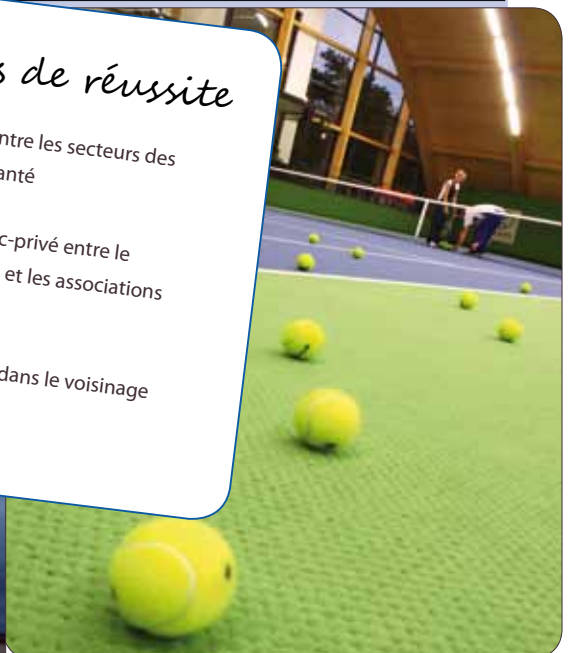 de réussite
ntre les secteurs des
anté
c-privé entre le
et les associations
dans le voisinage